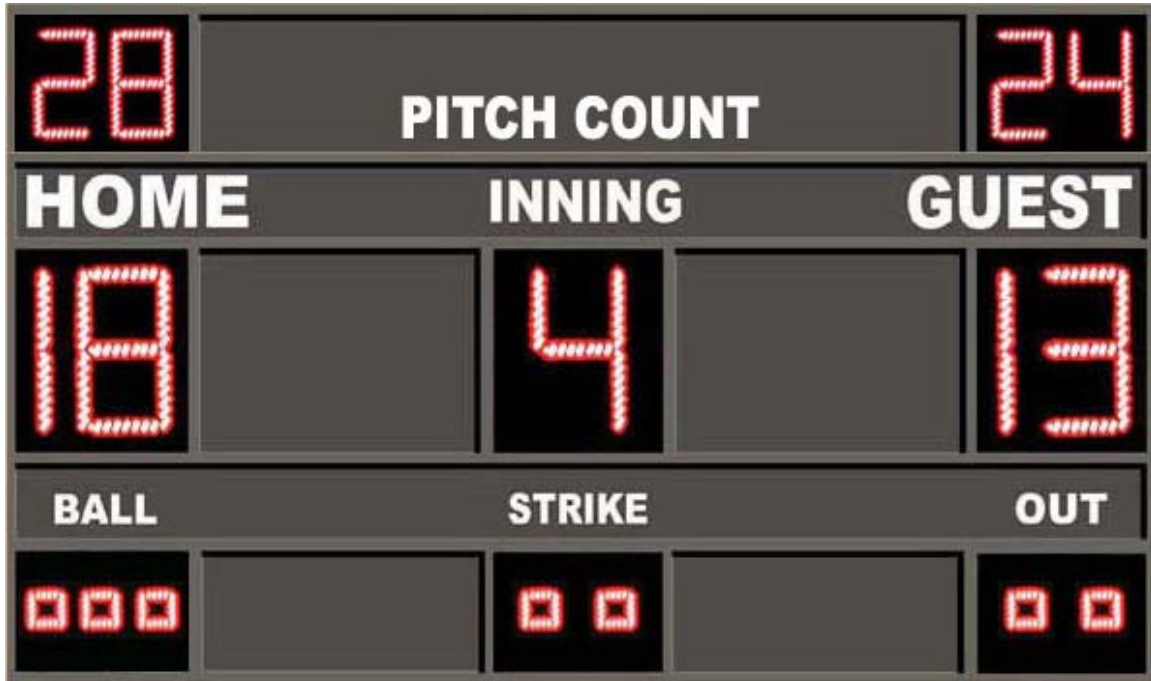 28 PITCH COUNT 24
HOME INNING GUEST
18 4 13
BALL STRIKE OUT